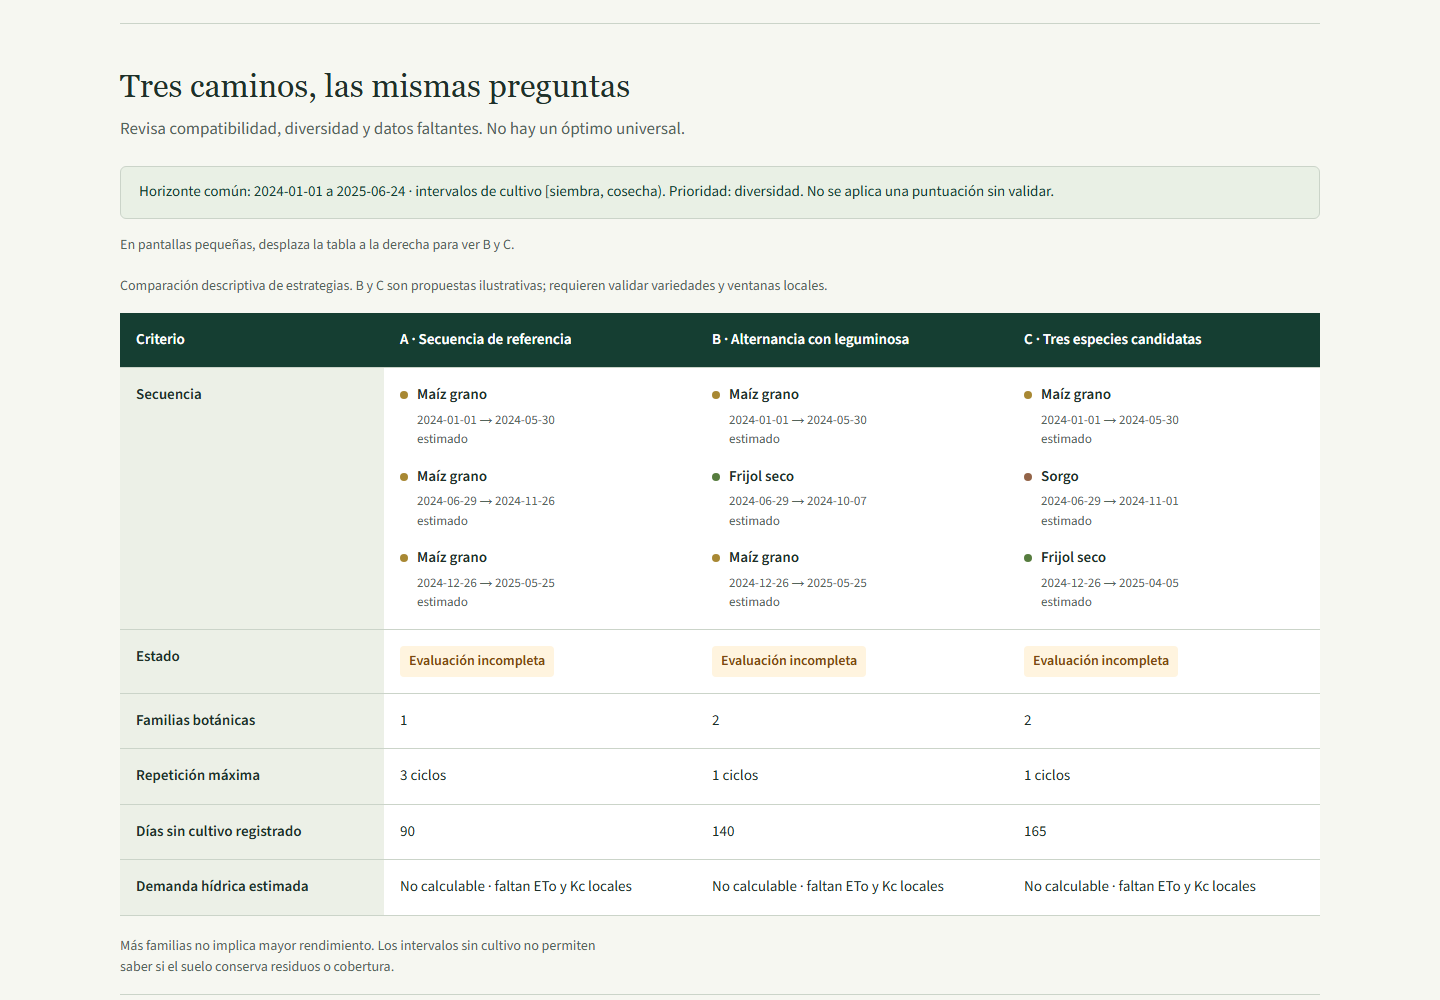 Tres caminos, las mismas preguntas
Revisa compatibilidad, diversidad y datos faltantes. No hay un óptimo universal.
Horizonte común: 2024-01-01 a 2025-06-24 · intervalos de cultivo [siembra, cosecha). Prioridad: diversidad. No se aplica una puntuación sin validar.
En pantallas pequeñas, desplaza la tabla a la derecha para ver B y C.
Comparación descriptiva de estrategias. B y C son propuestas ilustrativas; requieren validar variedades y ventanas locales.
Criterio A · Secuencia de referencia B · Alternancia con leguminosa C · Tres especies candidatas
Secuencia Maíz grano Maíz grano Maíz grano
2024-01-01 → 2024-05-30 2024-01-01 → 2024-05-30 2024-01-01 → 2024-05-30
estimado estimado estimado
Maíz grano Frijol seco Sorgo
2024-06-29 → 2024-11-26 2024-06-29 → 2024-10-07 2024-06-29 → 2024-11-01
estimado estimado estimado
Maíz grano Maíz grano Frijol seco
2024-12-26 → 2025-05-25 2024-12-26 → 2025-05-25 2024-12-26 → 2025-04-05
estimado estimado estimado
Estado Evaluación incompleta Evaluación incompleta Evaluación incompleta
Familias botánicas 1 2 2
Repetición máxima 3 ciclos 1 ciclos 1 ciclos
Días sin cultivo registrado 90 140 165
Demanda hídrica estimada No calculable · faltan ETo y Kc locales No calculable · faltan ETo y Kc locales No calculable · faltan ETo y Kc locales
Más familias no implica mayor rendimiento. Los intervalos sin cultivo no permiten
saber si el suelo conserva residuos o cobertura.